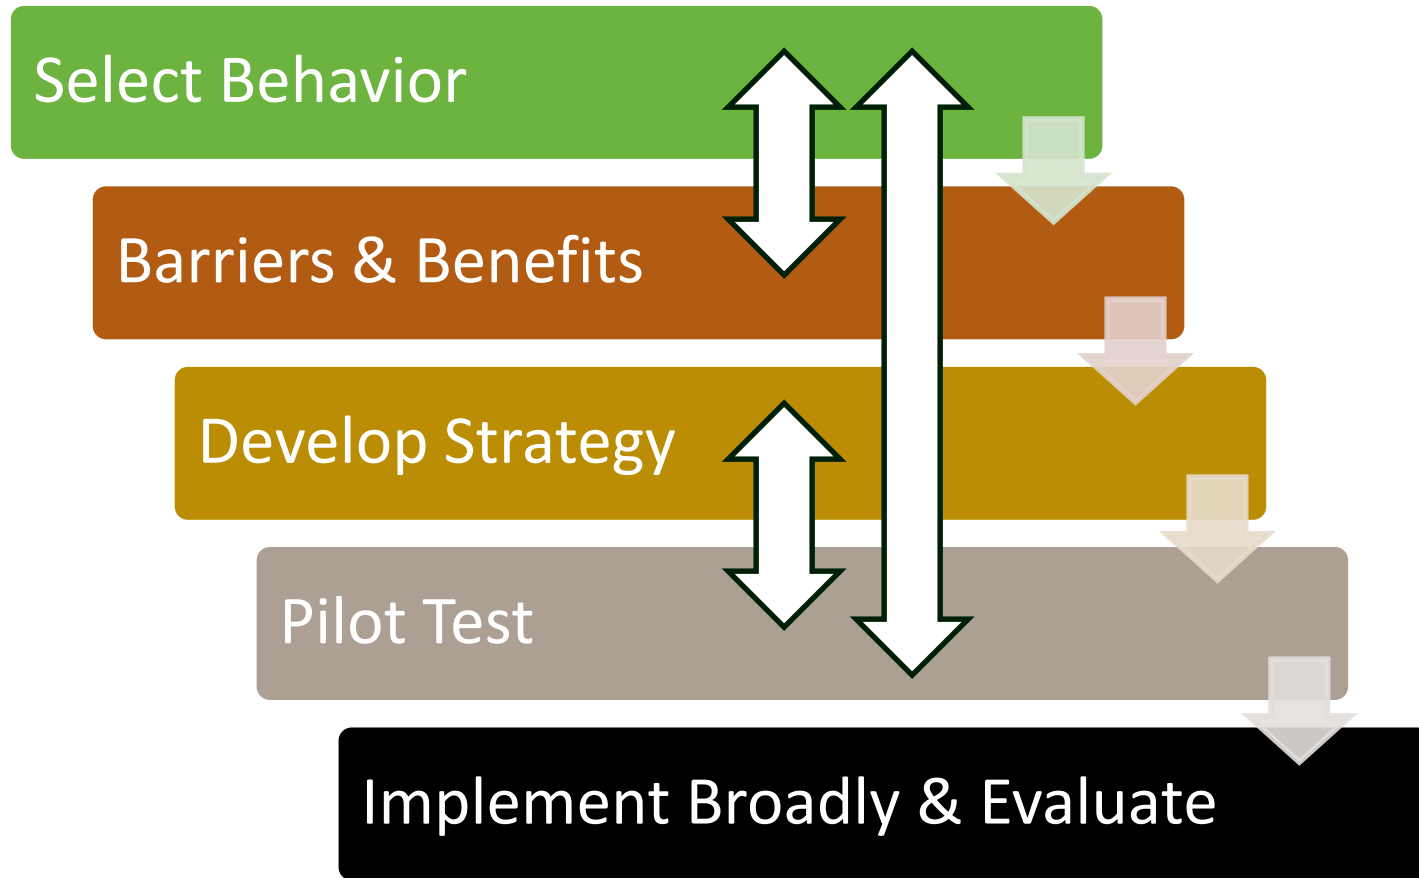 Select Behavior
Barriers & Benefits
Develop Strategy
Pilot Test
Implement Broadly & Evaluate